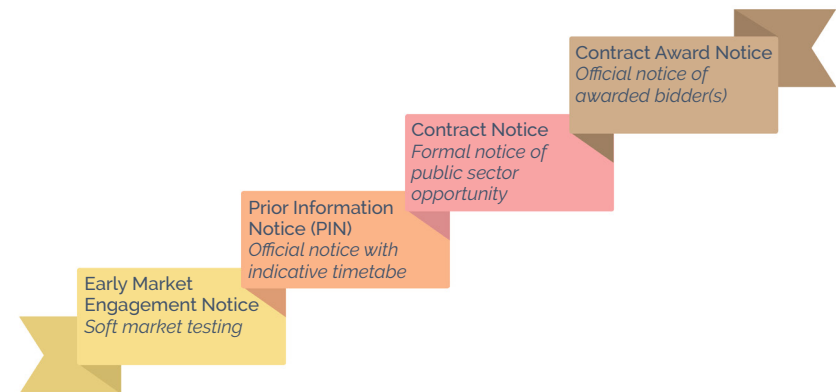 Contract Award Notice
Official notice of
awarded bidder(s)
Contract Notice
Formal notice of
public sector
opportunity
Prior Information
Notice (PIN)
Official notice with
indicative timetabe
Early Market
Engagement Notice
Soft market testing